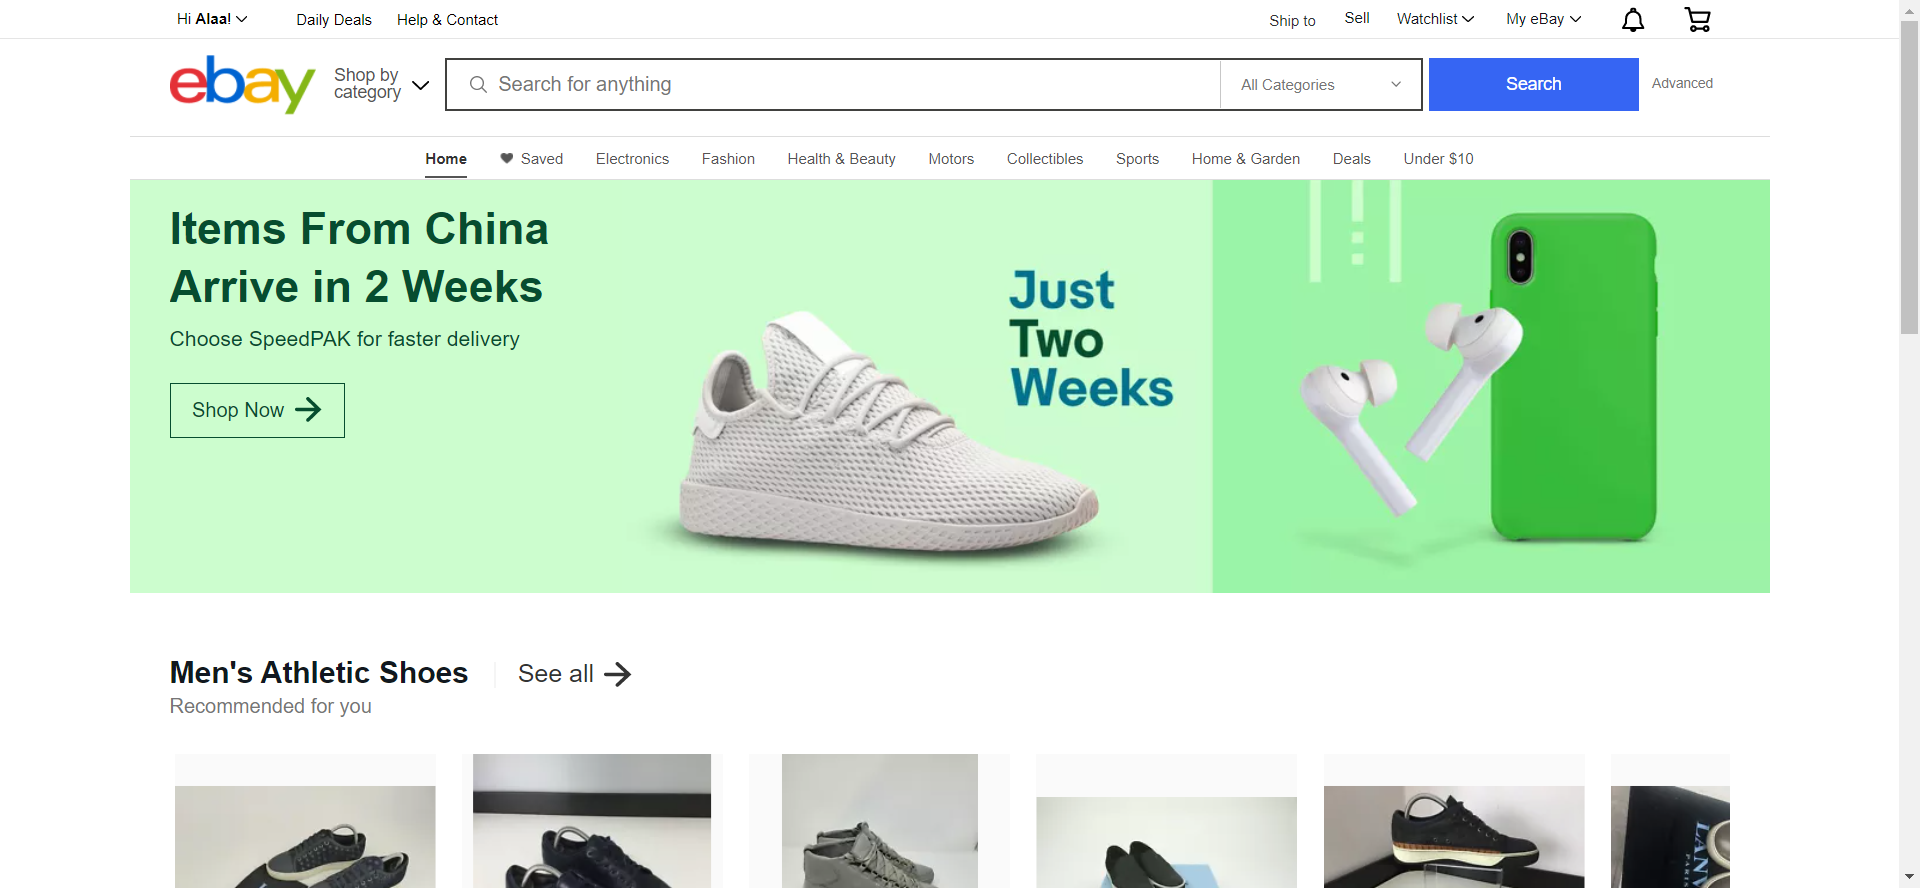 Hi Alaa! Daily Deals Help & Contact Ship to Sell Watchlist My eBay
ebay Shop by category Search for anything All Categories Search Advanced
Home Saved Electronics Fashion Health & Beauty Motors Collectibles Sports Home & Garden Deals Under $10
Items From China
Arrive in 2 Weeks
Choose SpeedPAK for faster delivery
Shop Now
Just
Two
Weeks
Men's Athletic Shoes See all
Recommended for you